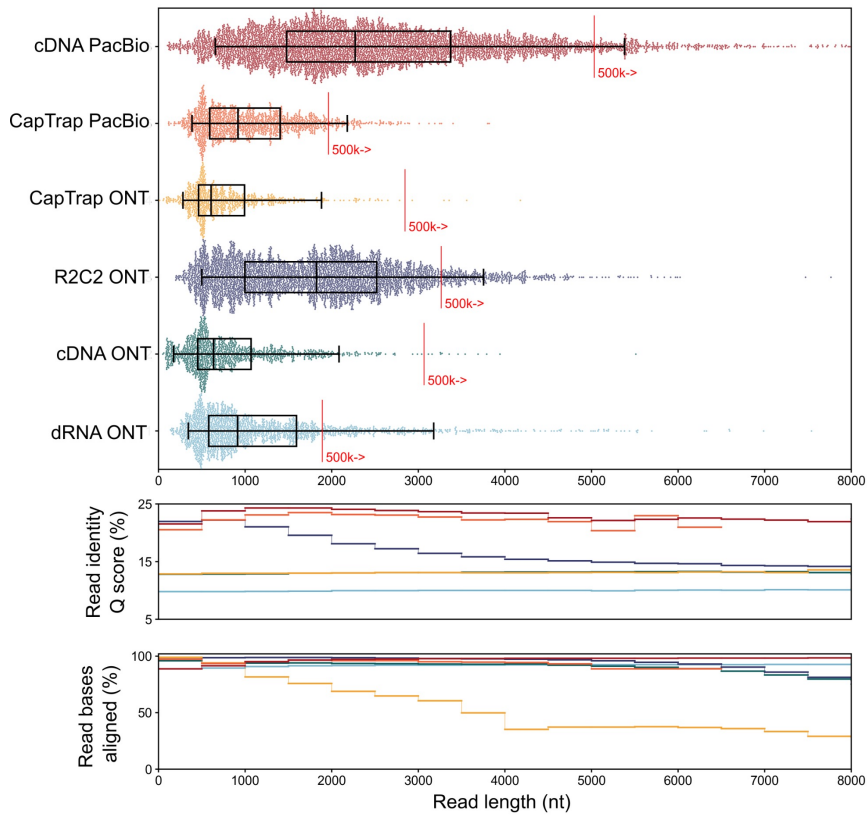 cDNA PacBio
500k->
CapTrap PacBio
500k->
CapTrap ONT
500k->
R2C2 ONT
500k->
cDNA ONT
500k->
dRNA ONT
500k->
0 1000 2000 3000 4000 5000 6000 7000 8000
Read identity
Q score (%)
25
15
5
Read bases
aligned (%)
100
50
0
0 1000 2000 3000 4000 5000 6000 7000 8000
Read length (nt)